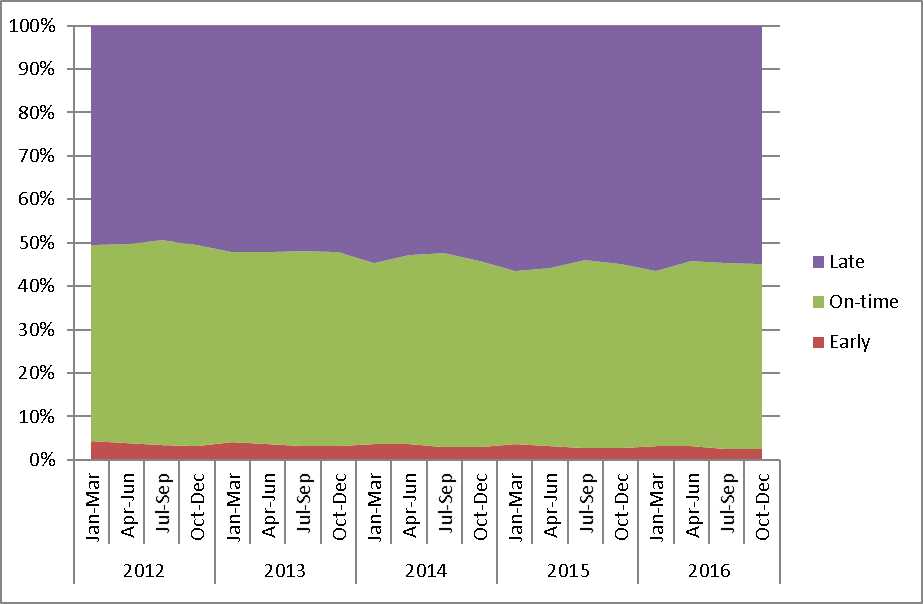 100%
90%
80%
70%
60%
50%
40%
30%
20%
10%
0%
Late
On-time
Early
Jan-Mar
Apr-Jun
Jul-Sep
Oct-Dec
Jan-Mar
Apr-Jun
Jul-Sep
Oct-Dec
Jan-Mar
Apr-Jun
Jul-Sep
Oct-Dec
Jan-Mar
Apr-Jun
Jul-Sep
Oct-Dec
Jan-Mar
Apr-Jun
Jul-Sep
Oct-Dec
2012 2013 2014 2015 2016